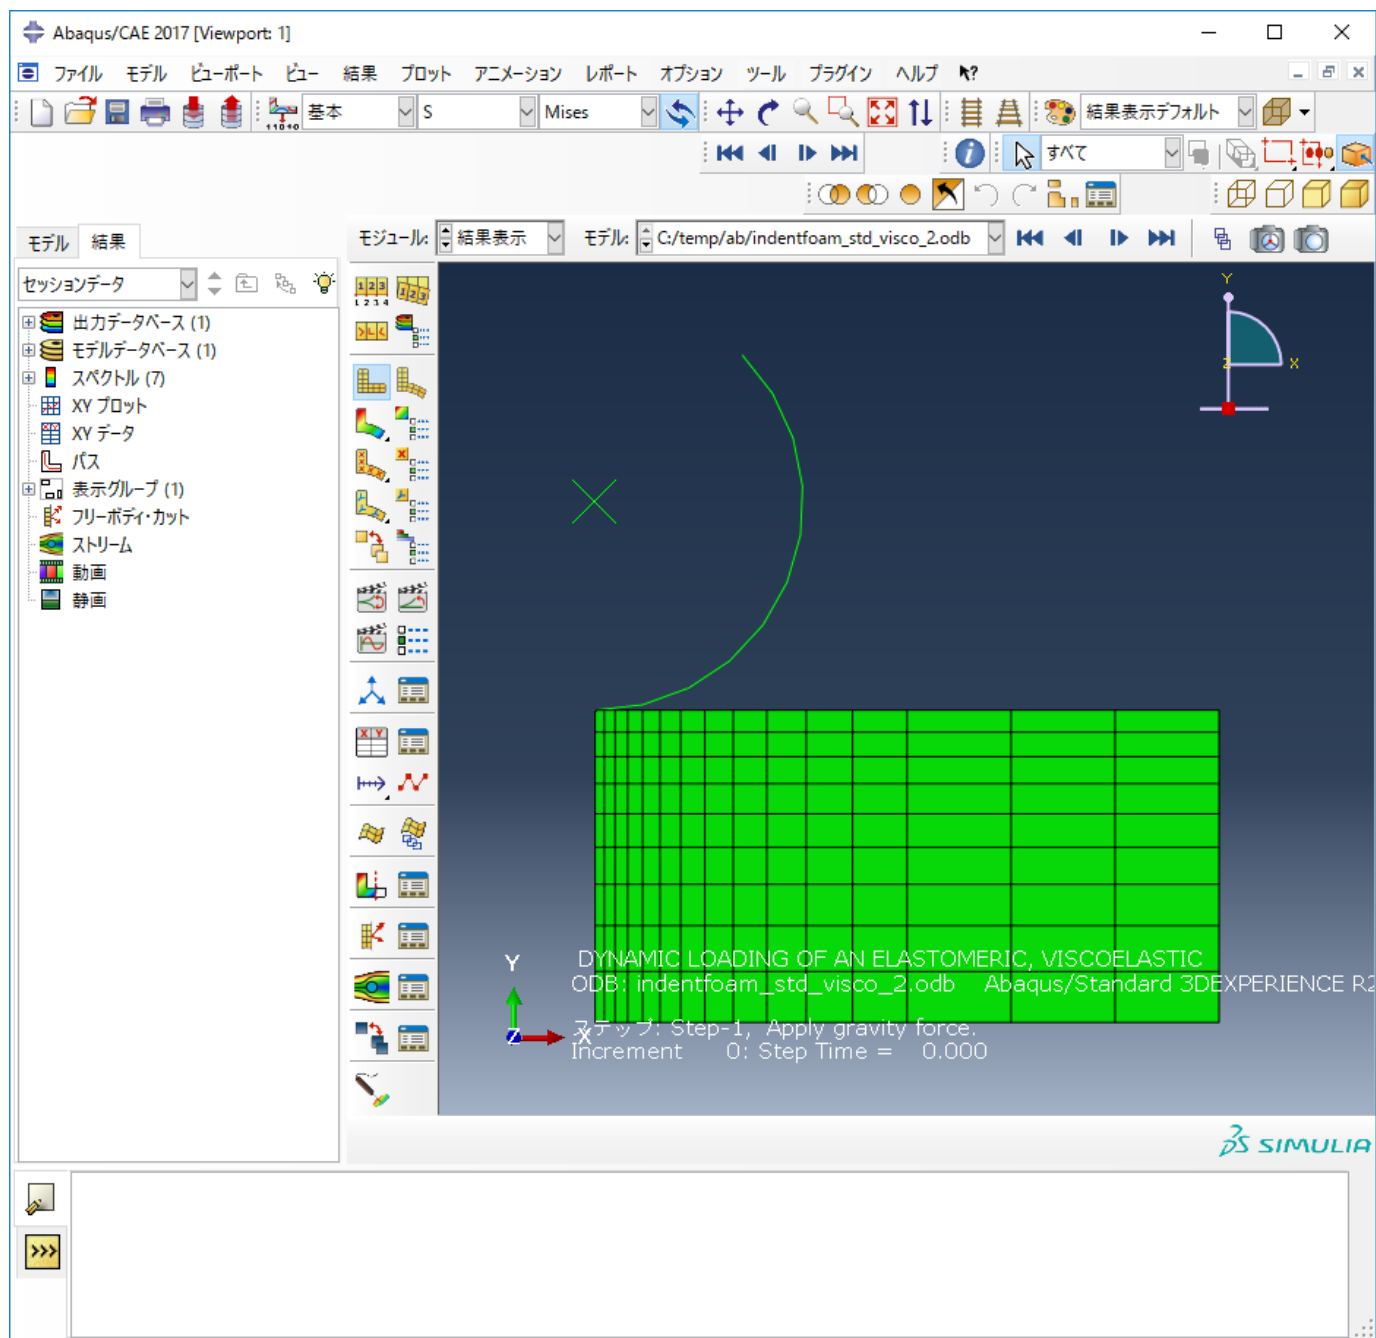 Abaqus/CAE 2017 [Viewport: 1]
ファイル モデル ビューポート ビュー 結果 プロット アニメーション レポート オプション ツール プラグイン ヘルプ
基本 S Mises 結果表示デフォルト
すべて
モデル 結果
モジュール: 結果表示 モデル: C:/temp/ab/indentfoam_std_visco_2.odb
セッションデータ
出力データベース (1)
モデルデータベース (1)
スペクトル (7)
XY プロット
XY データ
パス
表示グループ (1)
フリーボディ・カット
ストリーム
動画
静画
Y
Z X
DYNAMIC LOADING OF AN ELASTOMERIC, VISCOELASTIC
ODB: indentfoam_std_visco_2.odb Abaqus/Standard 3DEXPERIENCE R2
ステップ: Step-1, Apply gravity force.
Increment 0: Step Time = 0.000
Y
Z X
SIMULIA
>>>